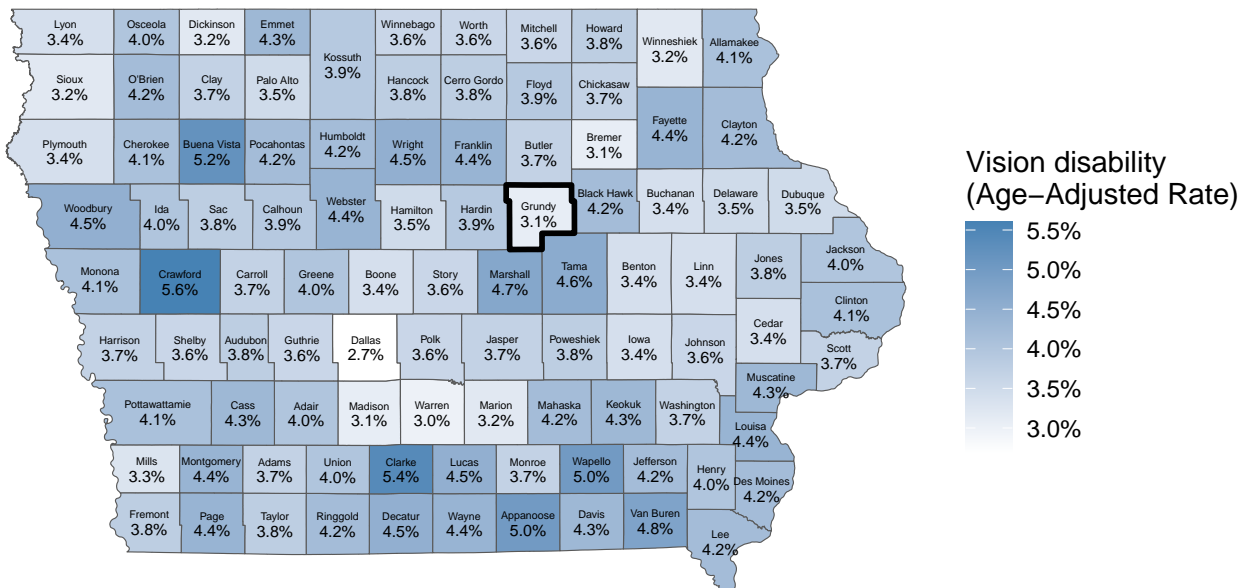 Lyon
3.4%
Osceola
4.0%
Dickinson
3.2%
Emmet
4.3%
Kossuth
3.9%
Winnebago
3.6%
Worth
3.6%
Mitchell
3.6%
Howard
3.8%
Winneshiek
3.2%
Allamakee
4.1%
Sioux
3.2%
O'Brien
4.2%
Clay
3.7%
Palo Alto
3.5%
Hancock
3.8%
Cerro Gordo
3.8%
Floyd
3.9%
Chickasaw
3.7%
Fayette
4.4%
Clayton
4.2%
Plymouth
3.4%
Cherokee
4.1%
Buena Vista
5.2%
Pocahontas
4.2%
Humboldt
4.2%
Wright
4.5%
Franklin
4.4%
Butler
3.7%
Bremer
3.1%
Woodbury
4.5%
Ida
4.0%
Sac
3.8%
Calhoun
3.9%
Webster
4.4%
Hamilton
3.5%
Hardin
3.9%
Grundy
3.1%
Black Hawk
4.2%
Buchanan
3.4%
Delaware
3.5%
Dubuque
3.5%
Monona
4.1%
Crawford
5.6%
Carroll
3.7%
Greene
4.0%
Boone
3.4%
Story
3.6%
Marshall
4.7%
Tama
4.6%
Benton
3.4%
Linn
3.4%
Jones
3.8%
Jackson
4.0%
Clinton
4.1%
Harrison
3.7%
Shelby
3.6%
Audubon
3.8%
Guthrie
3.6%
Dallas
2.7%
Polk
3.6%
Jasper
3.7%
Poweshiek
3.8%
Iowa
3.4%
Johnson
3.6%
Cedar
3.4%
Scott
3.7%
Muscatine
4.3%
Pottawattamie
4.1%
Cass
4.3%
Adair
4.0%
Madison
3.1%
Warren
3.0%
Marion
3.2%
Mahaska
4.2%
Keokuk
4.3%
Washington
3.7%
Louisa
4.4%
Mills
3.3%
Montgomery
4.4%
Adams
3.7%
Union
4.0%
Clarke
5.4%
Lucas
4.5%
Monroe
3.7%
Wapello
5.0%
Jefferson
4.2%
Henry
4.0%
Des Moines
4.2%
Fremont
3.8%
Page
4.4%
Taylor
3.8%
Ringgold
4.2%
Decatur
4.5%
Wayne
4.4%
Appanoose
5.0%
Davis
4.3%
Van Buren
4.8%
Lee
4.2%
Vision disability
(Age−Adjusted Rate)
5.5%
5.0%
4.5%
4.0%
3.5%
3.0%